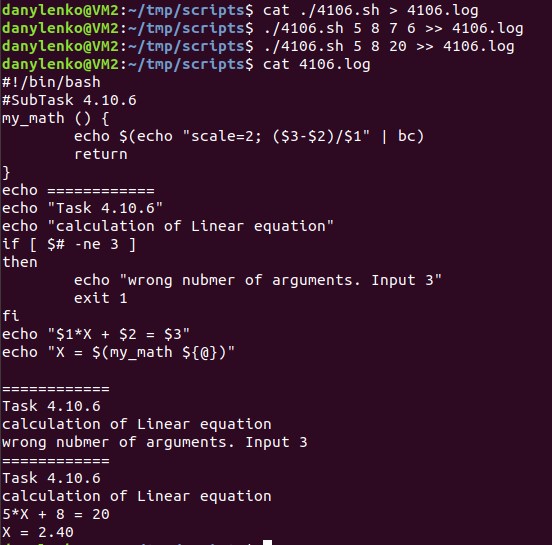 danylenko@VM2:~/tmp/scripts$ cat ./4106.sh > 4106.log
danylenko@VM2:~/tmp/scripts$ ./4106.sh 5 8 7 6 >> 4106.log
danylenko@VM2:~/tmp/scripts$ ./4106.sh 5 8 20 >> 4106.log
danylenko@VM2:~/tmp/scripts$ cat 4106.log
#!/bin/bash
#SubTask 4.10.6
my_math () {
        echo $(echo "scale=2; ($3-$2)/$1" | bc)
        return
}
echo ============
echo "Task 4.10.6"
echo "calculation of Linear equation"
if [ $# -ne 3 ]
then
        echo "wrong nubmer of arguments. Input 3"
        exit 1
fi
echo "$1*X + $2 = $3"
echo "X = $(my_math ${@})"

============
Task 4.10.6
calculation of Linear equation
wrong nubmer of arguments. Input 3
============
Task 4.10.6
calculation of Linear equation
5*X + 8 = 20
X = 2.40
danylenko@VM2:~/tmp/scripts$